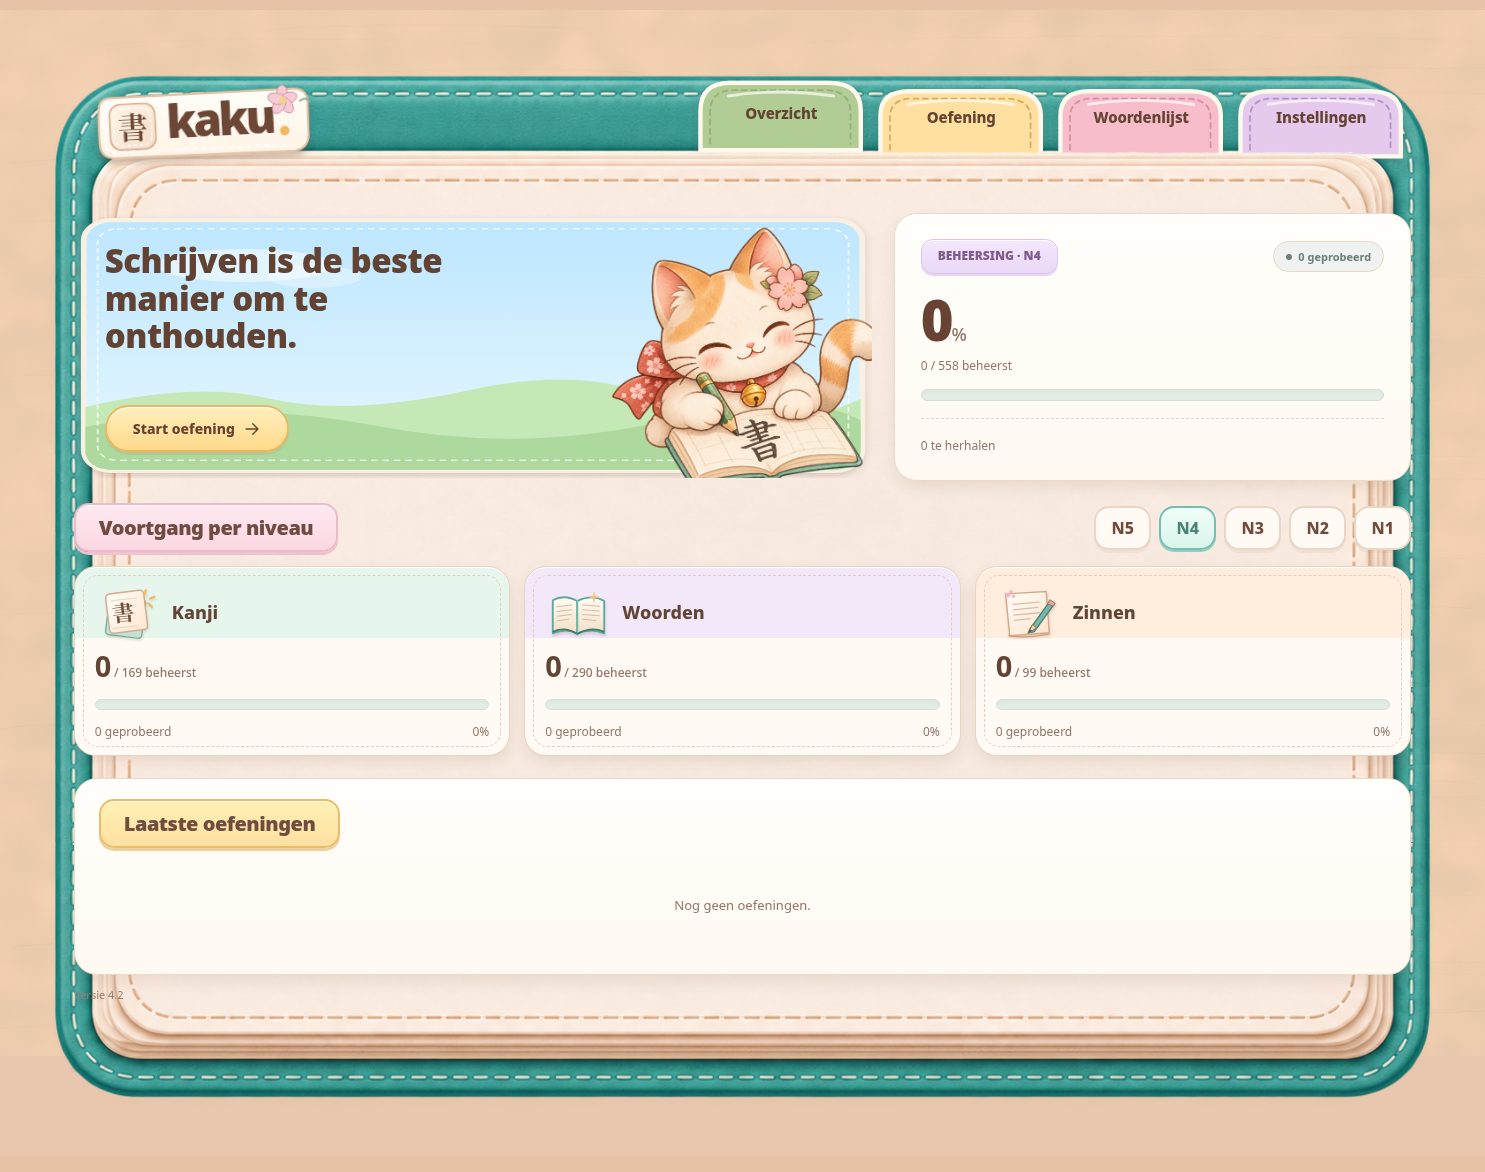 書 kaku.
Overzicht
Oefening
Woordenlijst
Instellingen
Schrijven is de beste
manier om te
onthouden.
Start oefening →
書
BEHEERSING · N4
0 geprobeerd
0%
0 / 558 beheerst
0 te herhalen
Voortgang per niveau
N5
N4
N3
N2
N1
書
Kanji
0 / 169 beheerst
0 geprobeerd
0%
Woorden
0 / 290 beheerst
0 geprobeerd
0%
Zinnen
0 / 99 beheerst
0 geprobeerd
0%
Laatste oefeningen
Nog geen oefeningen.
versie 4.2